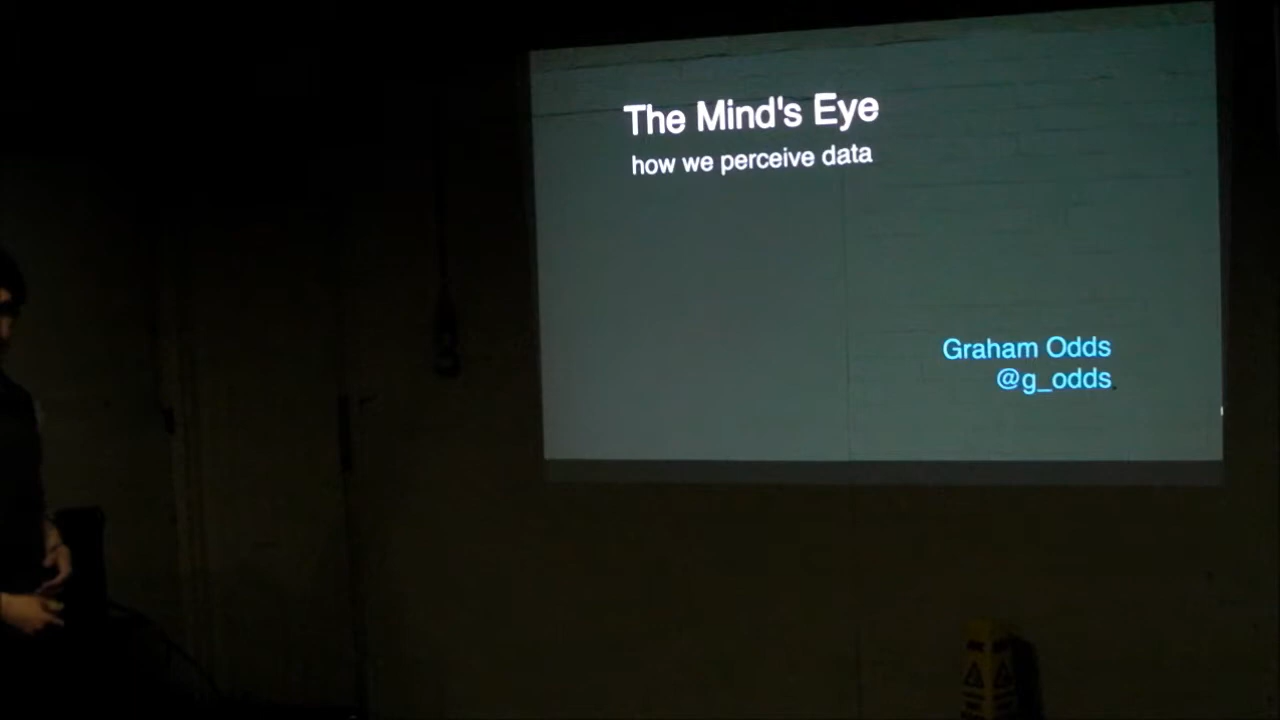 The Mind's Eye
how we perceive data
Graham Odds
@g_odds